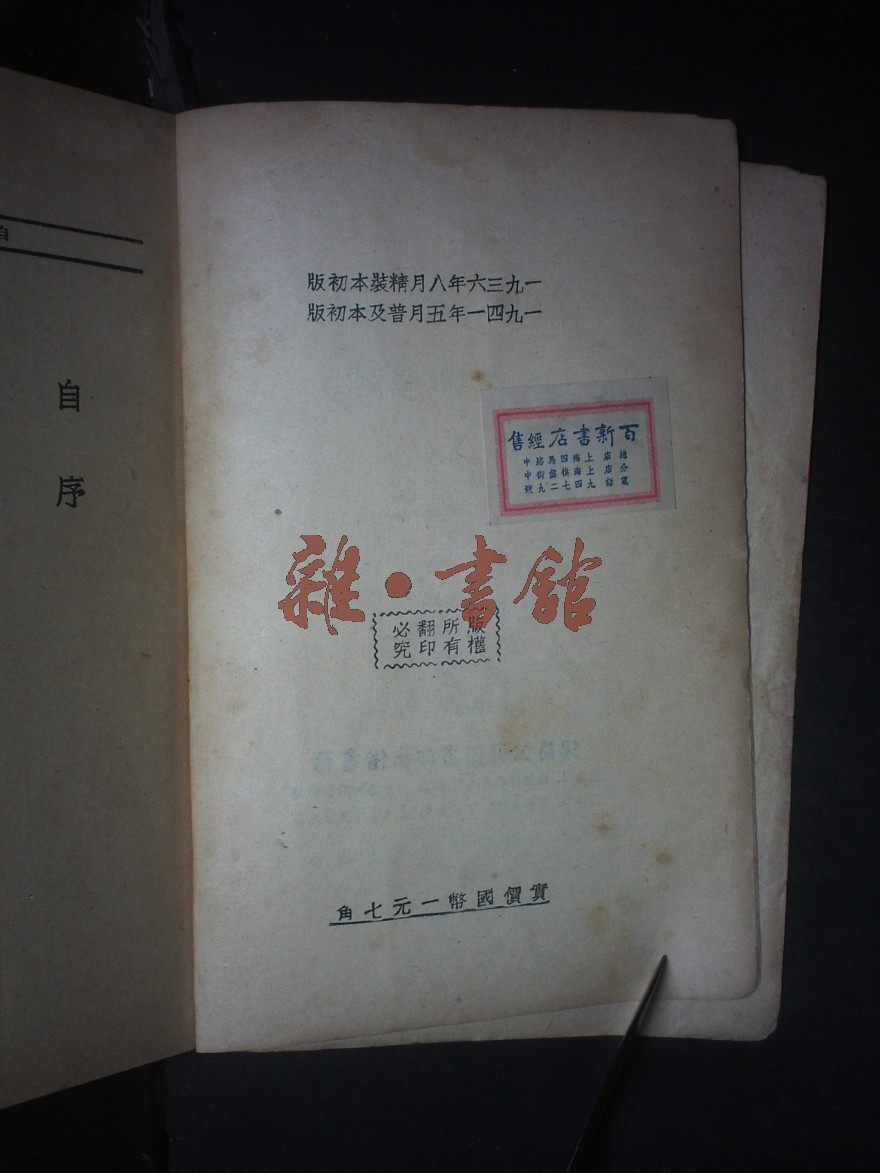 一九三六年八月精裝本初版
一九四一年五月普及本初版
百新書店經售
總店上海四馬路中
分店上海棋盤街中
電話九四七二九號
雜•書館
版權
所有
翻印
必究
實價國幣一元七角
自
自序